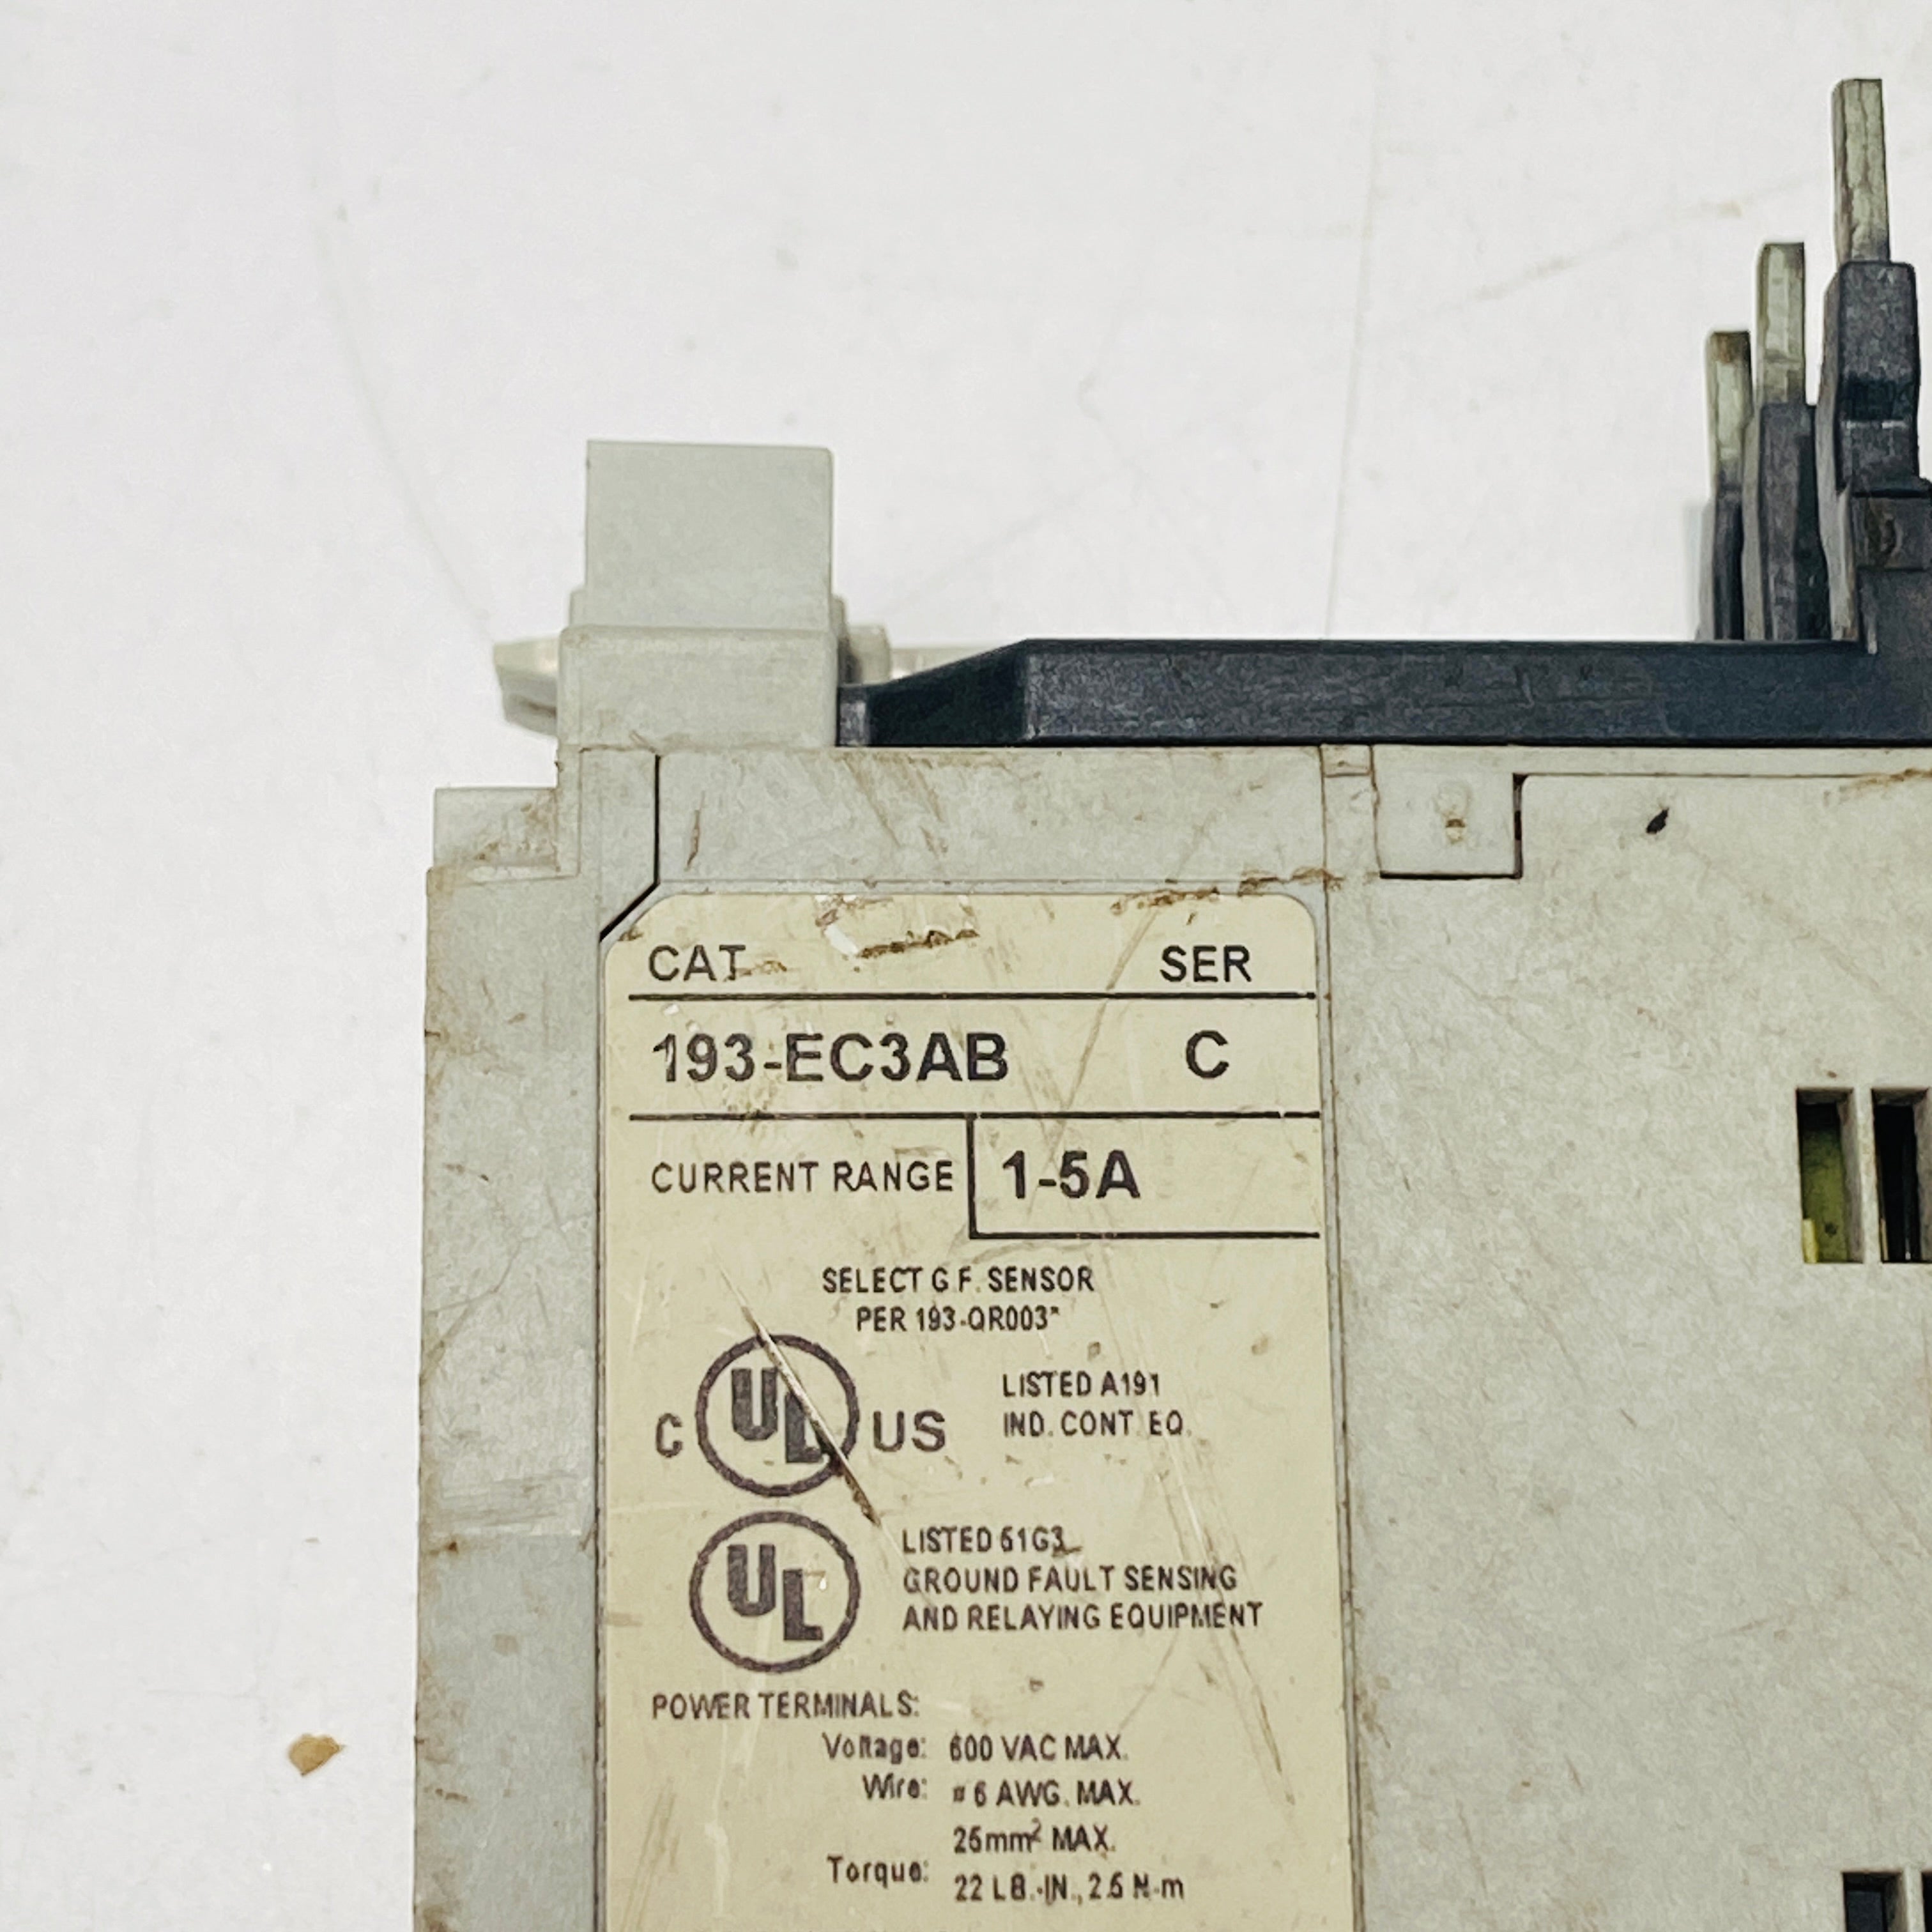 CAT SER
193-EC3AB C
CURRENT RANGE 1-5A
SELECT G.F. SENSOR
PER 193-QR003*
C UL US LISTED A191
IND. CONT. EQ.
UL LISTED 61G3
GROUND FAULT SENSING
AND RELAYING EQUIPMENT
POWER TERMINALS:
Voltage: 600 VAC MAX.
Wire: #6 AWG. MAX.
25mm² MAX.
Torque: 22 LB.-IN., 2.5 N-m